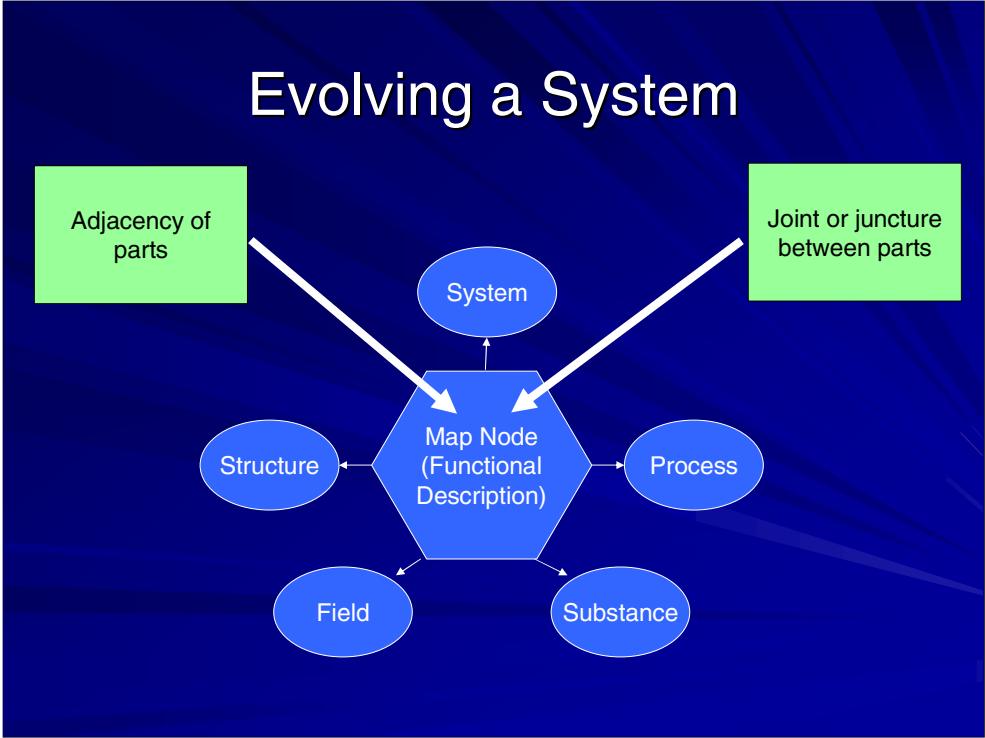 Evolving a System
Adjacency of
parts
Joint or juncture
between parts
System
Map Node
(Functional
Description)
Structure
Process
Field
Substance